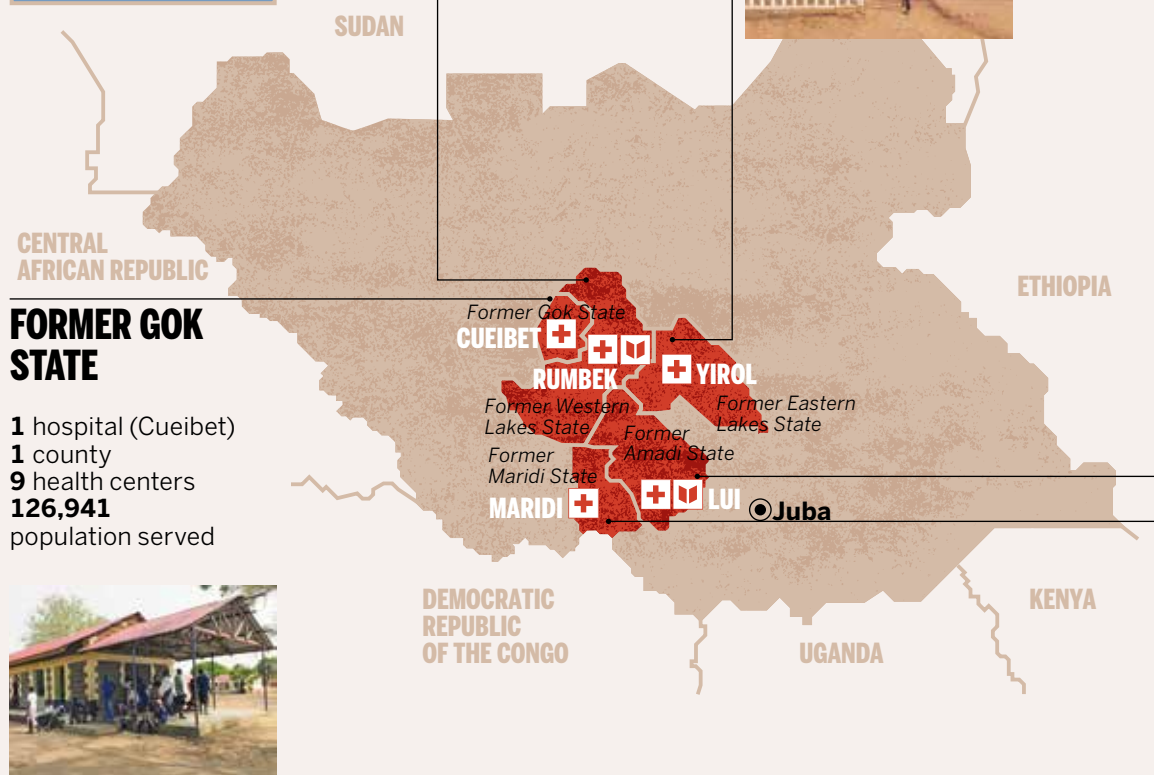 SUDAN
CENTRAL
AFRICAN REPUBLIC
ETHIOPIA
FORMER GOK
STATE
1 hospital (Cueibet)
1 county
9 health centers
126,941
population served
Former Gok State
CUEIBET
RUMBEK
YIROL
Former Western
Lakes State
Former Eastern
Lakes State
Former
Amadi State
Former
Maridi State
MARIDI
LUI
Juba
DEMOCRATIC
REPUBLIC
OF THE CONGO
UGANDA
KENYA